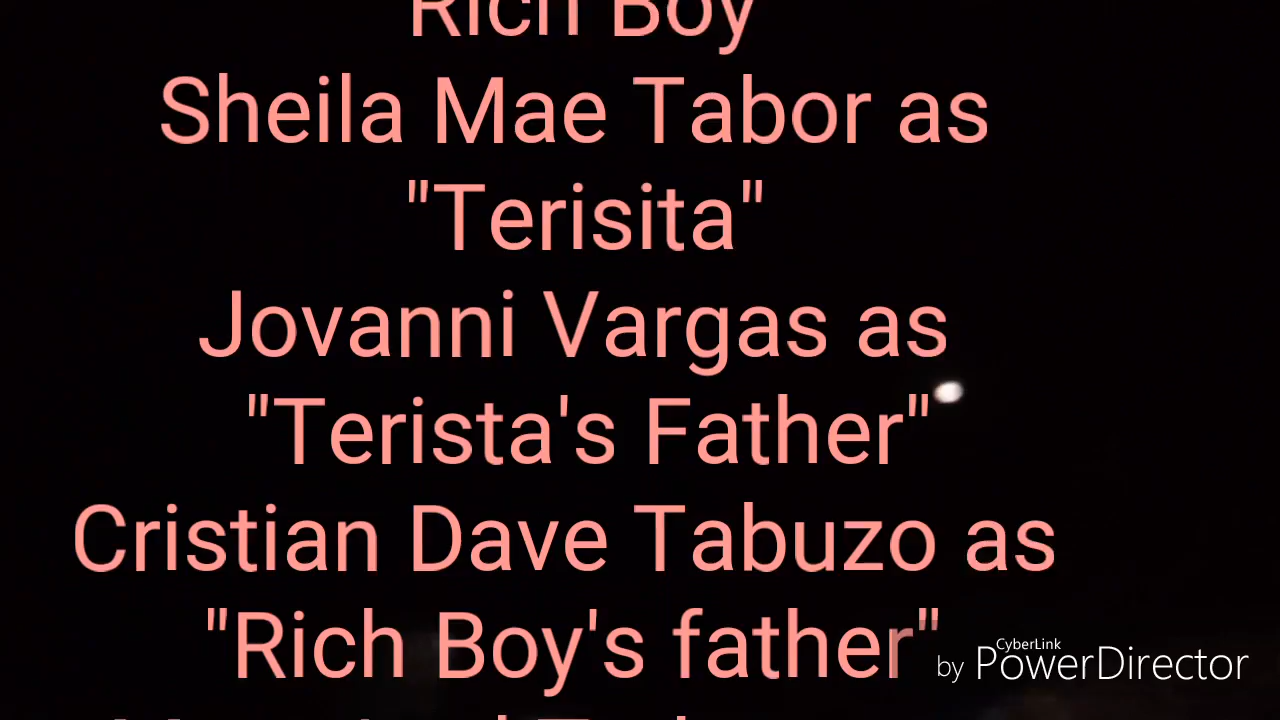 Rich Boy
Sheila Mae Tabor as
"Terisita"
Jovanni Vargas as
"Terista's Father"
Cristian Dave Tabuzo as
"Rich Boy's father"
CyberLink
by PowerDirector